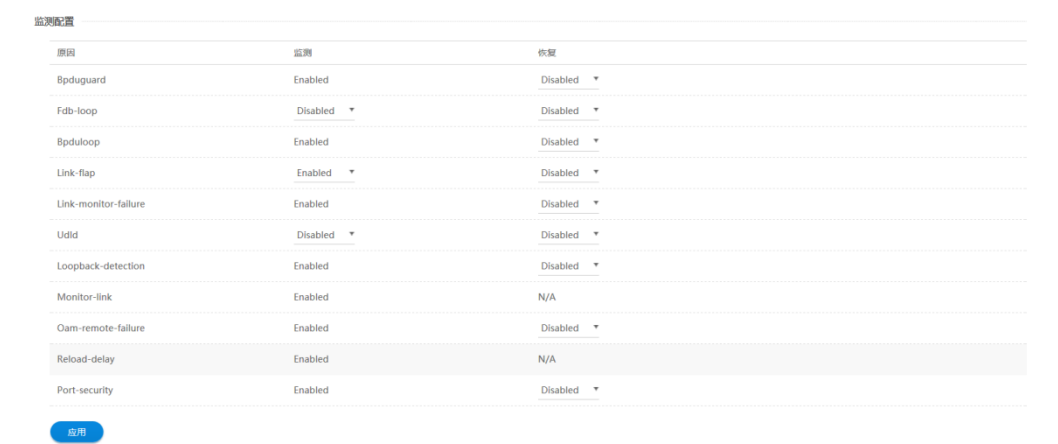 监测配置
原因 监测 恢复
Bpduguard Enabled Disabled
Fdb-loop Disabled Disabled
Bpduloop Enabled Disabled
Link-flap Enabled Disabled
Link-monitor-failure Enabled Disabled
Udld Disabled Disabled
Loopback-detection Enabled Disabled
Monitor-link Enabled N/A
Oam-remote-failure Enabled Disabled
Reload-delay Enabled N/A
Port-security Enabled Disabled
应用